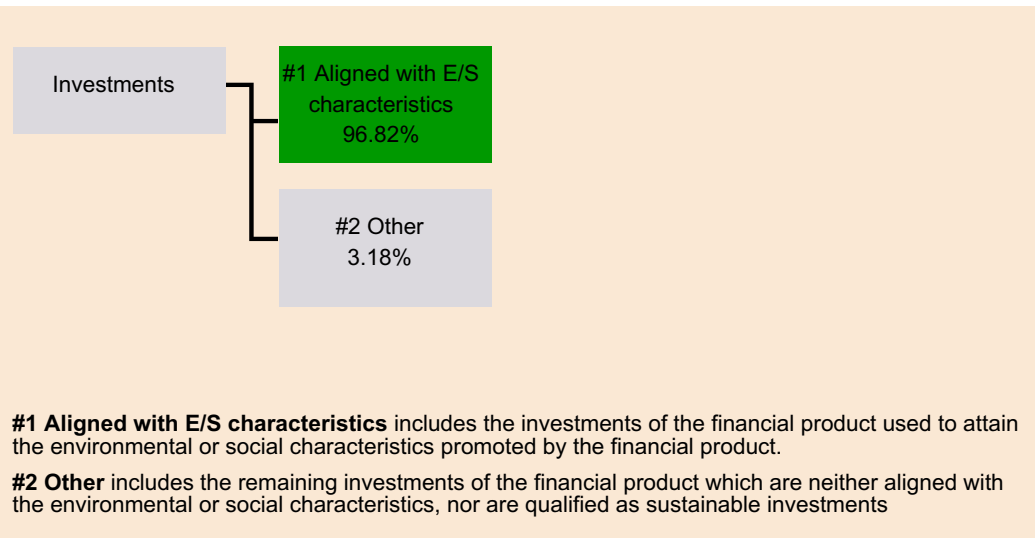 Investments
#1 Aligned with E/S
characteristics
96.82%
#2 Other
3.18%
#1 Aligned with E/S characteristics includes the investments of the financial product used to attain
the environmental or social characteristics promoted by the financial product.
#2 Other includes the remaining investments of the financial product which are neither aligned with
the environmental or social characteristics, nor are qualified as sustainable investments